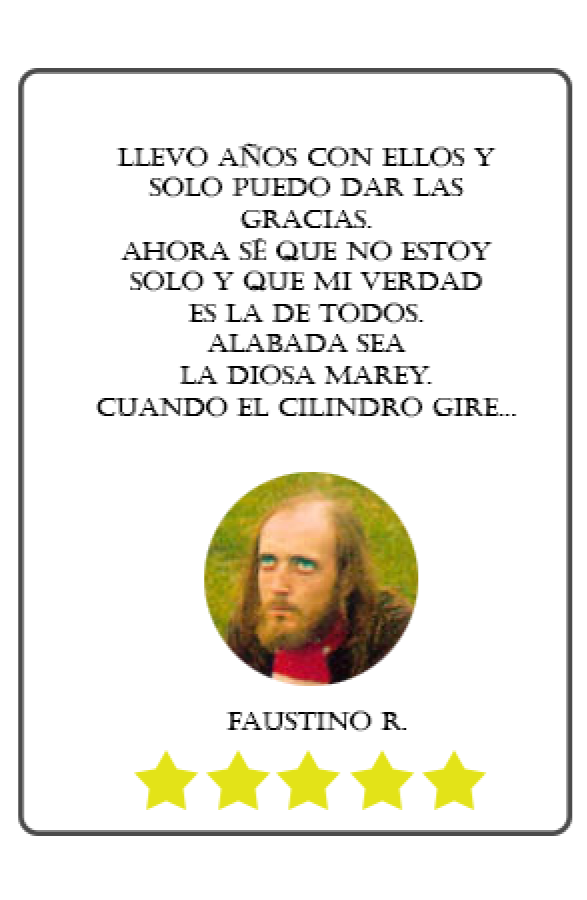 LLEVO AÑOS CON ELLOS Y
SOLO PUEDO DAR LAS
GRACIAS.
AHORA SÉ QUE NO ESTOY
SOLO Y QUE MI VERDAD
ES LA DE TODOS.
ALABADA SEA
LA DIOSA MAREY.
CUANDO EL CILINDRO GIRE...
FAUSTINO R.